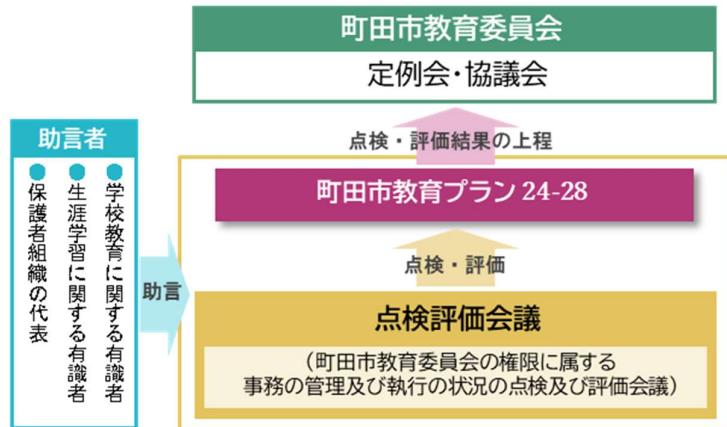 町田市教育委員会
定例会・協議会
点検・評価結果の上程
町田市教育プラン 24-28
点検・評価
点検評価会議
（町田市教育委員会の権限に属する
事務の管理及び執行の状況の点検及び評価会議）
助言者
●学校教育に関する有識者
●生涯学習に関する有識者
●保護者組織の代表
助言